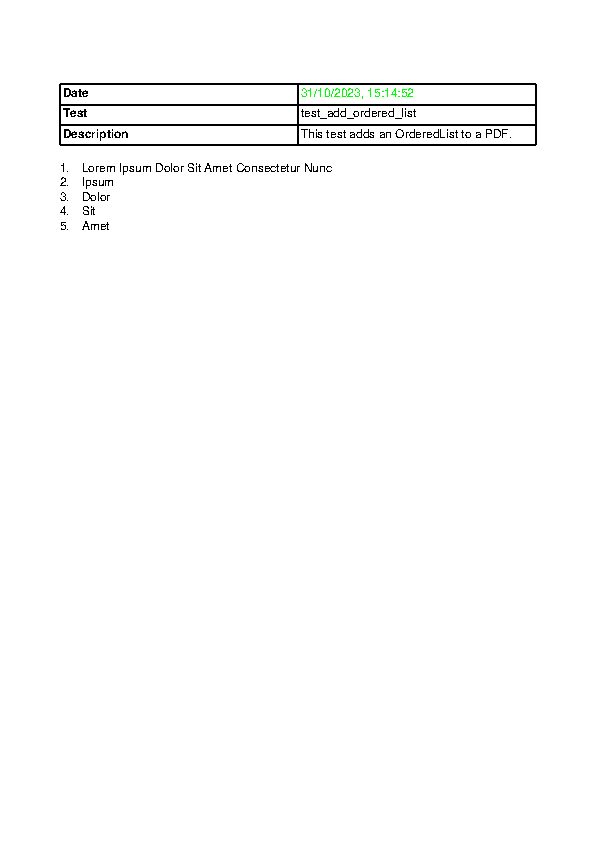 Date 31/10/2023, 15:14:52
Test test_add_ordered_list
Description This test adds an OrderedList to a PDF.
1. Lorem Ipsum Dolor Sit Amet Consectetur Nunc
2. Ipsum
3. Dolor
4. Sit
5. Amet